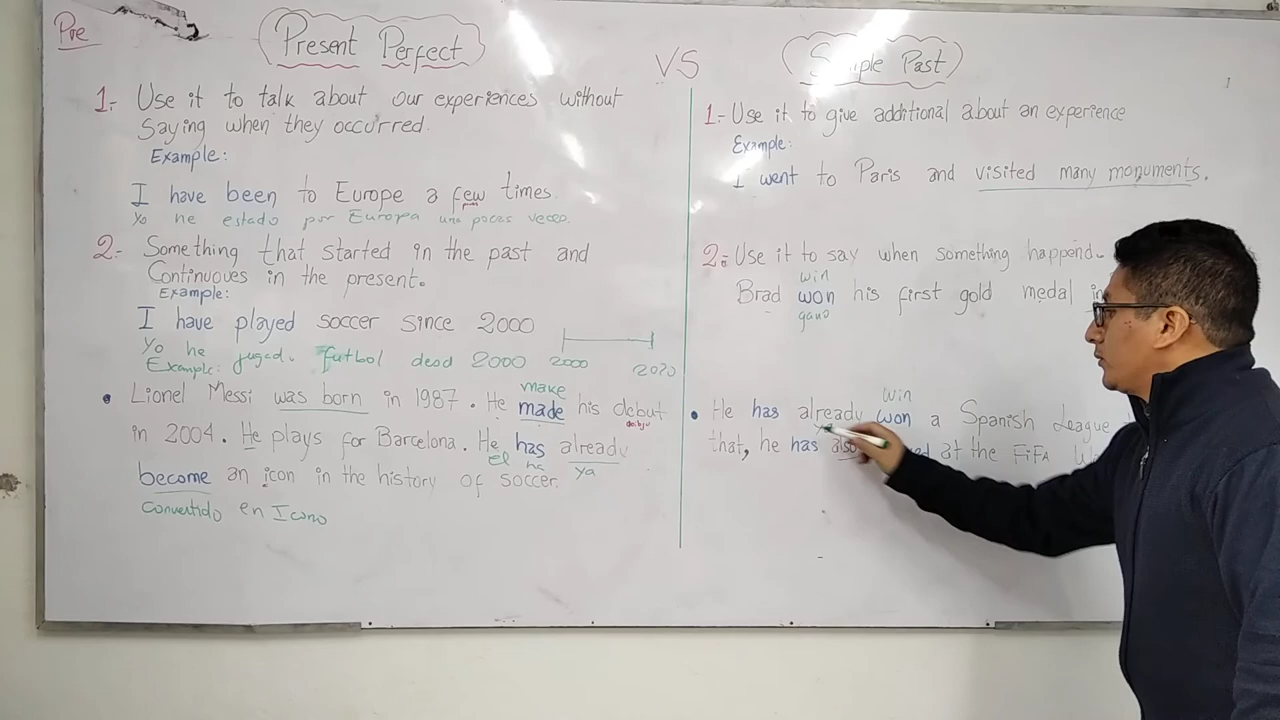 Pre
Present Perfect
VS
Simple Past
1.- Use it to talk about our experiences without
saying when they occurred.
Example:
I have been to Europe a few times.
Yo he estado por Europa una pocas veces.
2.- Something that started in the past and
Continuoves in the present.
Example:
I have played soccer since 2000
Yo he jugado futbol desd 2000
2000 2020
Example:
make
• Lionel Messi was born in 1987. He made his debut
in 2004. He plays for Barcelona. He has already
el ha ya
become an icon in the history of soccer.
convertido en Icono
1.- Use it to give additional about an experience
Example:
I went to Paris and visited many monuments.
2.- Use it to say when something happend.
win
Brad won his first gold medal in
gano
win
• He has already won a Spanish League
that, he has also ed at the FiFA